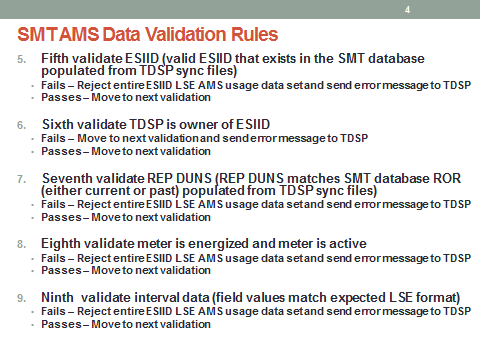 4
SMT AMS Data Validation Rules
5. Fifth validate ESIID (valid ESIID that exists in the SMT database
populated from TDSP sync files)
• Fails – Reject entire ESIID LSE AMS usage data set and send error message to TDSP
• Passes – Move to next validation
6. Sixth validate TDSP is owner of ESIID
• Fails – Move to next validation and send error message to TDSP
• Passes – Move to next validation
7. Seventh validate REP DUNS (REP DUNS matches SMT database ROR
(either current or past) populated from TDSP sync files)
• Fails – Reject entire ESIID LSE AMS usage data set and send error message to TDSP
• Passes – Move to next validation
8. Eighth validate meter is energized and meter is active
• Fails – Reject entire ESIID LSE AMS usage data set and send error message to TDSP
• Passes – Move to next validation
9. Ninth validate interval data (field values match expected LSE format)
• Fails – Reject entire ESIID LSE AMS usage data set and send error message to TDSP
• Passes – Move to next validation